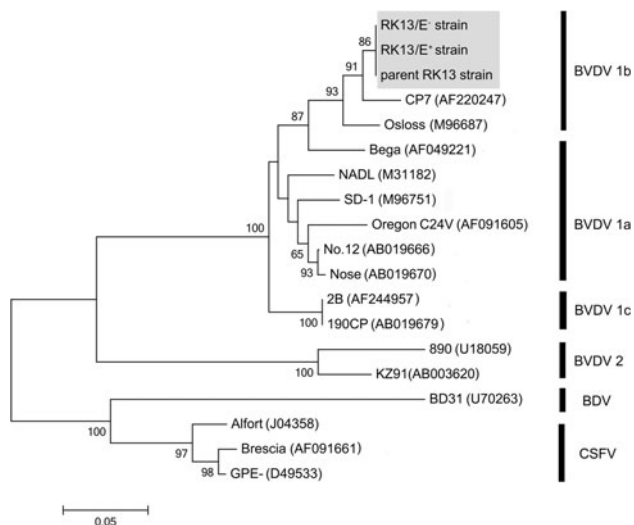 RK13/E⁻ strain
86
RK13/E⁺ strain
91
parent RK13 strain
BVDV 1b
93
CP7 (AF220247)
87
Osloss (M96687)
Bega (AF049221)
NADL (M31182)
SD-1 (M96751)
BVDV 1a
Oregon C24V (AF091605)
100
65
No.12 (AB019666)
93
Nose (AB019670)
2B (AF244957)
BVDV 1c
100
190CP (AB019679)
890 (U18059)
BVDV 2
100
KZ91(AB003620)
BD31 (U70263)
BDV
100
Alfort (J04358)
97
Brescia (AF091661)
CSFV
98
GPE- (D49533)
0.05